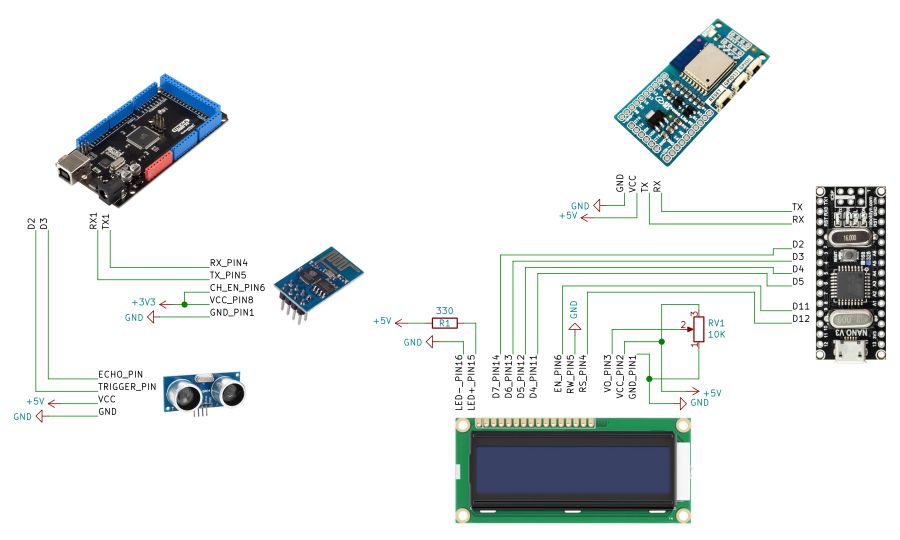 GND
VCC
TX
RX
GND
+5V
TX
RX
D2
D3
D4
D5
D11
D12
NANO V3
16.000
D2
D3
RX1
TX1
RX_PIN4
TX_PIN5
CH_EN_PIN6
VCC_PIN8
GND_PIN1
+3V3
GND
ECHO_PIN
TRIGGER_PIN
VCC
GND
+5V
GND
330
R1
+5V
GND
LED-_PIN16
LED+_PIN15
D7_PIN14
D6_PIN13
D5_PIN12
D4_PIN11
EN_PIN6
RW_PIN5
RS_PIN4
GND
VO_PIN3
VCC_PIN2
GND_PIN1
3
2
1
RV1
10K
+5V
GND